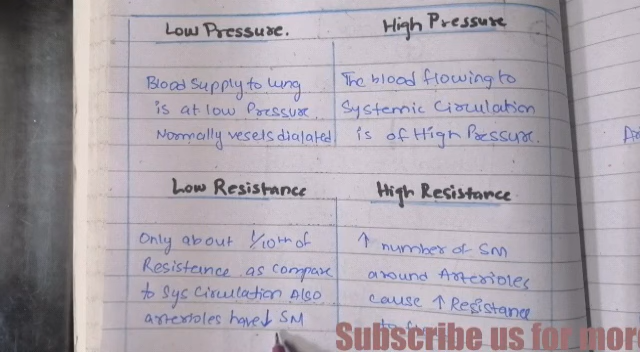 Low Pressure.
High Pressure
Blood Supply to lung
is at low Pressure.
Normally vesels dialated
The blood flowing to
Systemic Circulation
is of High Pressure.
Low Resistance
High Resistance
Only about 1/10th of
Resistance as compare
to Sys Circulation Also
arterioles have ↓ SM
↑ number of SM
around Arterioles
cause ↑ Resistance
to
Subscribe us for mor